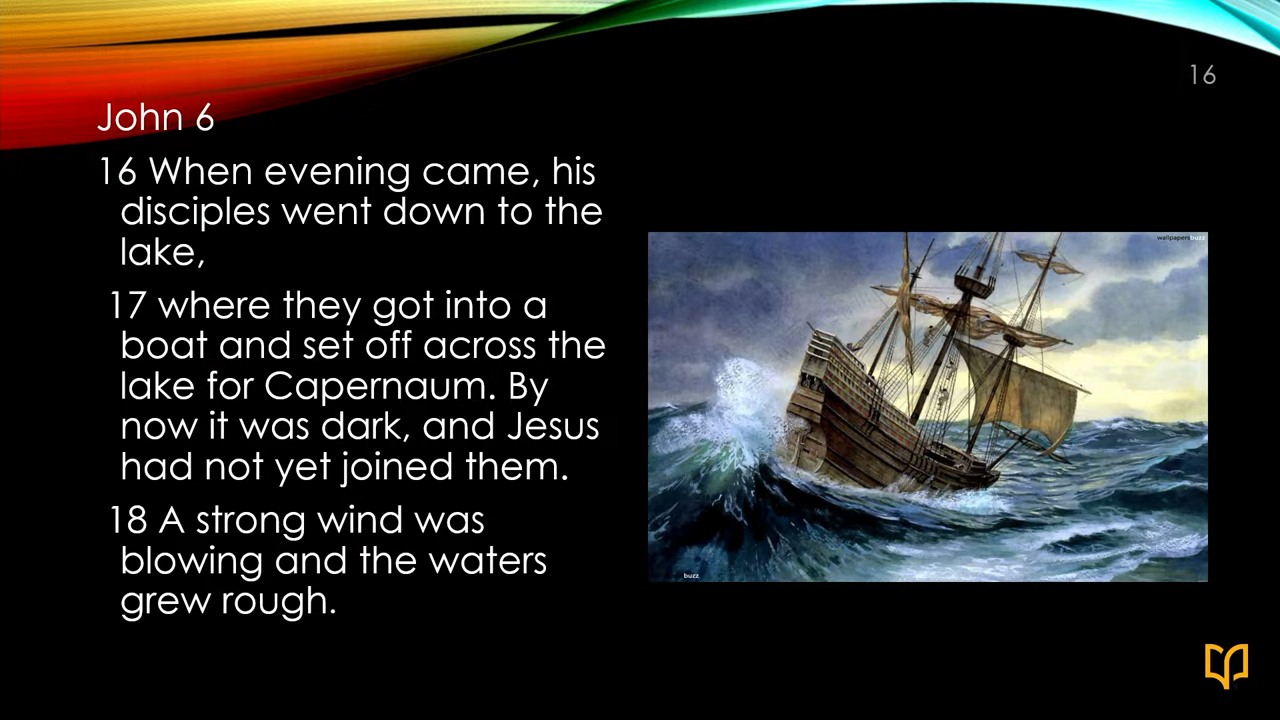 16
John 6
16 When evening came, his
disciples went down to the
lake,
17 where they got into a
boat and set off across the
lake for Capernaum. By
now it was dark, and Jesus
had not yet joined them.
18 A strong wind was
blowing and the waters
grew rough.
wallpapersbuzz
buzz